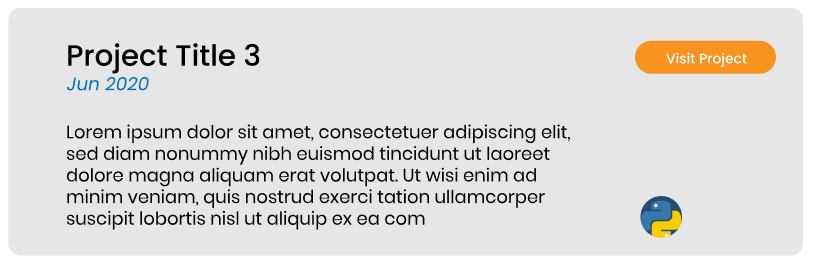 Project Title 3
Jun 2020
Visit Project
Lorem ipsum dolor sit amet, consectetuer adipiscing elit,
sed diam nonummy nibh euismod tincidunt ut laoreet
dolore magna aliquam erat volutpat. Ut wisi enim ad
minim veniam, quis nostrud exerci tation ullamcorper
suscipit lobortis nisl ut aliquip ex ea com